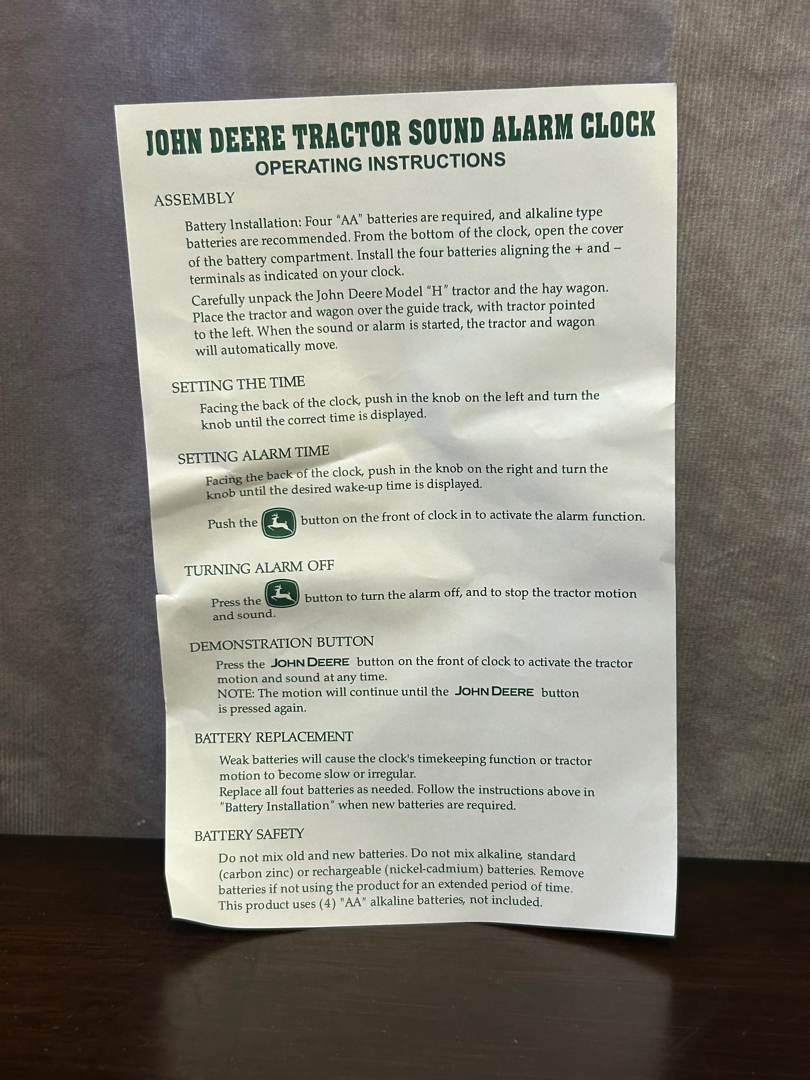 JOHN DEERE TRACTOR SOUND ALARM CLOCK
OPERATING INSTRUCTIONS
ASSEMBLY
Battery Installation: Four "AA" batteries are required, and alkaline type
batteries are recommended. From the bottom of the clock, open the cover
of the battery compartment. Install the four batteries aligning the + and –
terminals as indicated on your clock.
Carefully unpack the John Deere Model "H" tractor and the hay wagon.
Place the tractor and wagon over the guide track, with tractor pointed
to the left. When the sound or alarm is started, the tractor and wagon
will automatically move.
SETTING THE TIME
Facing the back of the clock, push in the knob on the left and turn the
knob until the correct time is displayed.
SETTING ALARM TIME
Facing the back of the clock, push in the knob on the right and turn the
knob until the desired wake-up time is displayed.
Push the button on the front of clock in to activate the alarm function.
TURNING ALARM OFF
Press the button to turn the alarm off, and to stop the tractor motion
and sound.
DEMONSTRATION BUTTON
Press the JOHN DEERE button on the front of clock to activate the tractor
motion and sound at any time.
NOTE: The motion will continue until the JOHN DEERE button
is pressed again.
BATTERY REPLACEMENT
Weak batteries will cause the clock's timekeeping function or tractor
motion to become slow or irregular.
Replace all fout batteries as needed. Follow the instructions above in
"Battery Installation" when new batteries are required.
BATTERY SAFETY
Do not mix old and new batteries. Do not mix alkaline, standard
(carbon zinc) or rechargeable (nickel-cadmium) batteries. Remove
batteries if not using the product for an extended period of time.
This product uses (4) "AA" alkaline batteries, not included.